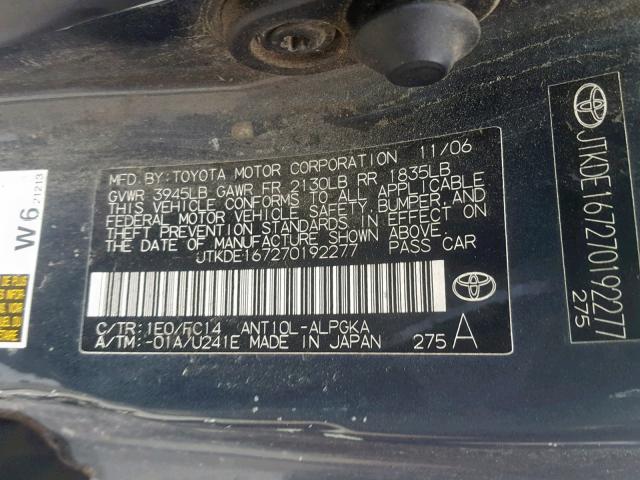 MFD. BY: TOYOTA MOTOR CORPORATION 11/06
GVWR 3945LB GAWR FR 2130LB RR 1835LB
THIS VEHICLE CONFORMS TO ALL APPLICABLE
FEDERAL MOTOR VEHICLE SAFETY, BUMPER, AND
THEFT PREVENTION STANDARDS IN EFFECT ON
THE DATE OF MANUFACTURE SHOWN ABOVE.
JTKDE167270192277 PASS CAR
C/TR: 1E0/FC14 ANT10L-ALPGKA
A/TM: -01A/U241E MADE IN JAPAN 275 A
TOYOTA
JTKDE167270192277
275
W6
21213